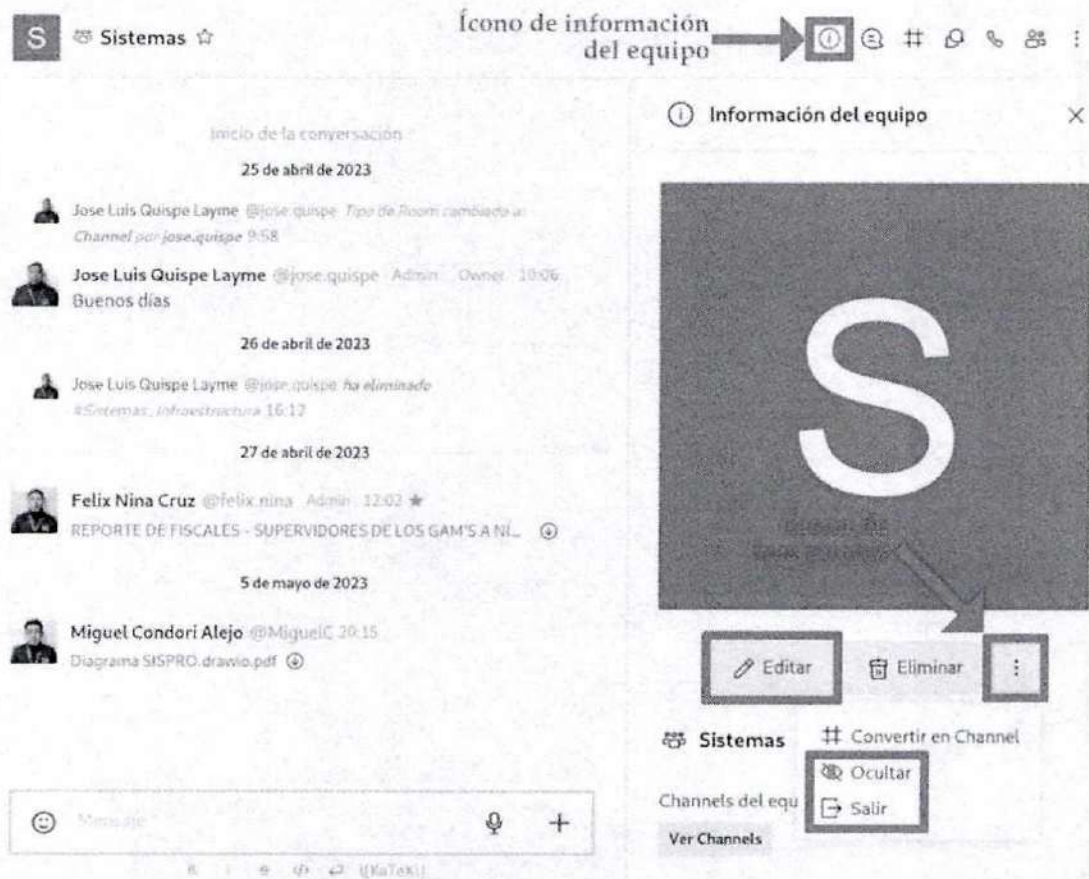 S Sistemas
Ícono de información
del equipo
Inicio de la conversación
25 de abril de 2023
Jose Luis Quispe Layme @jose.quispe Tipo de Room cambiado a:
Channel por jose.quispe 9:58
Jose Luis Quispe Layme @jose.quispe Admin Owner 10:06
Buenos días
26 de abril de 2023
Jose Luis Quispe Layme @jose.quispe ha eliminado
#Sistemas_Infraestructura 16:12
27 de abril de 2023
Felix Nina Cruz @felix.nina Admin 12:02
REPORTE DE FISCALES - SUPERVIDORES DE LOS GAM'S A NÍ...
5 de mayo de 2023
Miguel Condori Alejo @MiguelC 20:15
Diagrama SISPRO.drawio.pdf
Mensaje
[KaTeX]
Información del equipo
S
Editar
Eliminar
Sistemas
Convertir en Channel
Ocultar
Salir
Channels del equ
Ver Channels